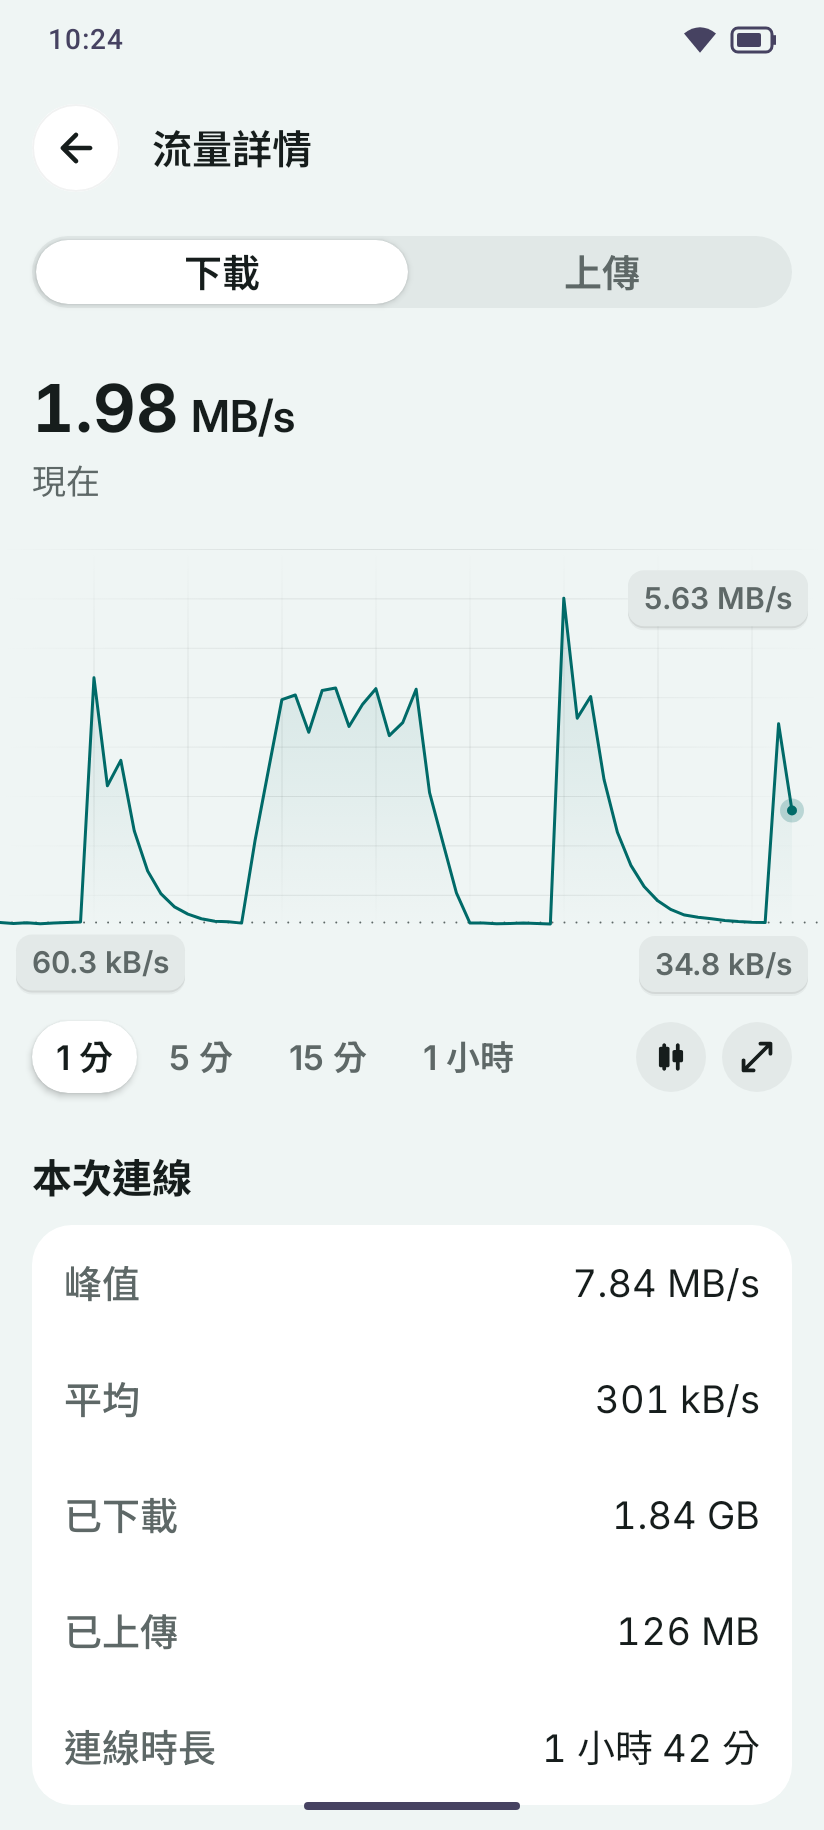 10:24
流量詳情
下載
上傳
1.98 MB/s
現在
5.63 MB/s
60.3 kB/s
34.8 kB/s
1 分
5 分
15 分
1 小時
本次連線
峰值
7.84 MB/s
平均
301 kB/s
已下載
1.84 GB
已上傳
126 MB
連線時長
1 小時 42 分